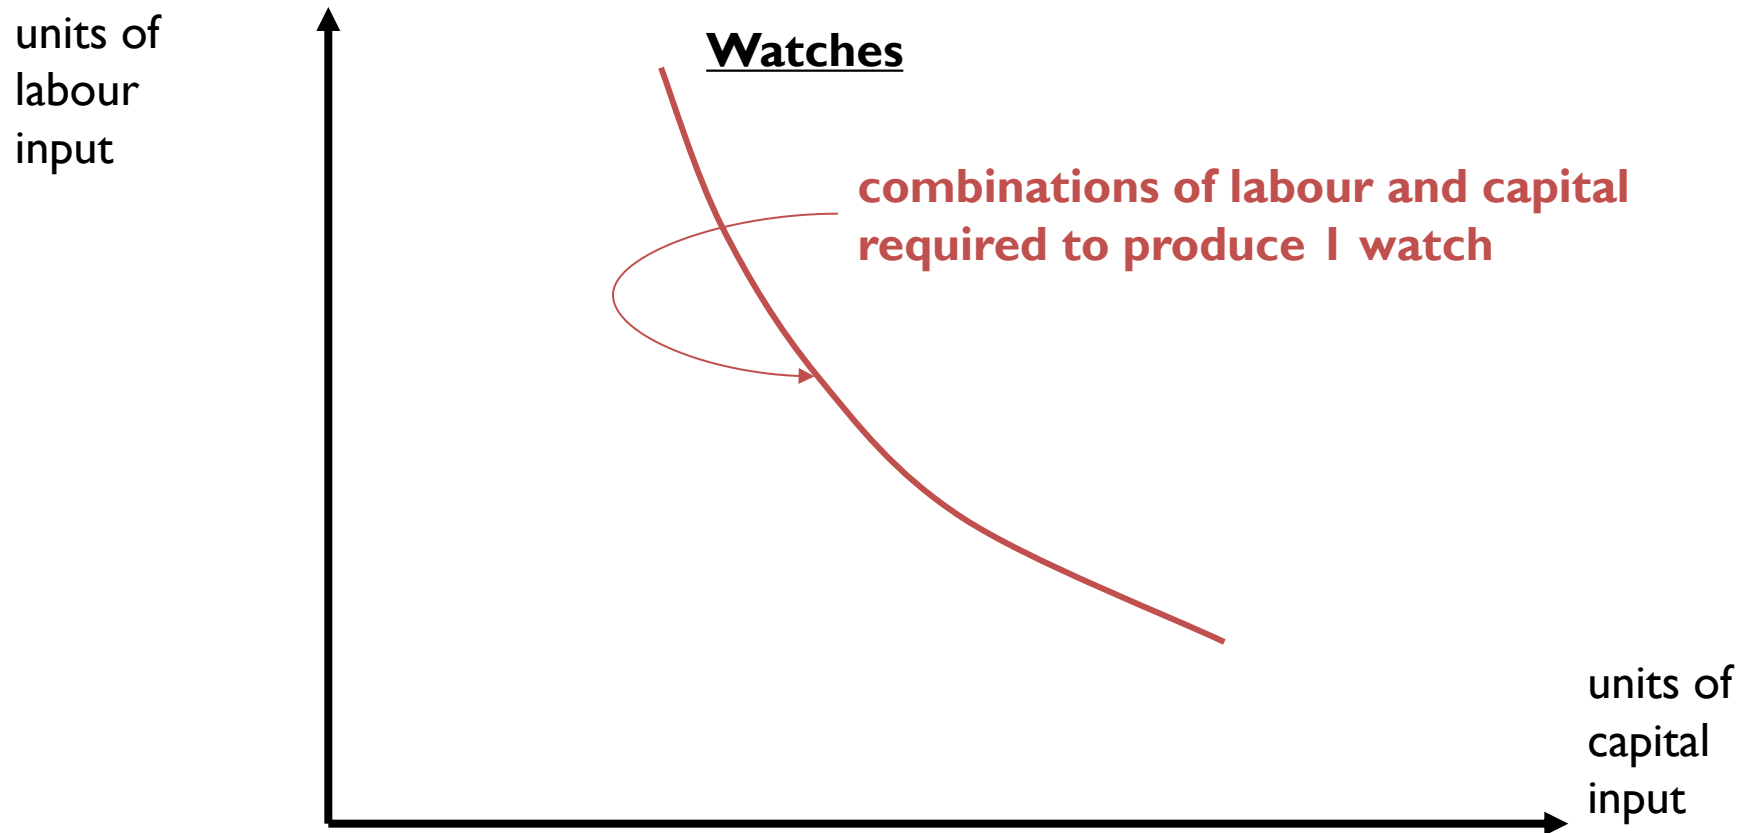 units of
labour
input
Watches
combinations of labour and capital
required to produce 1 watch
units of
capital
input